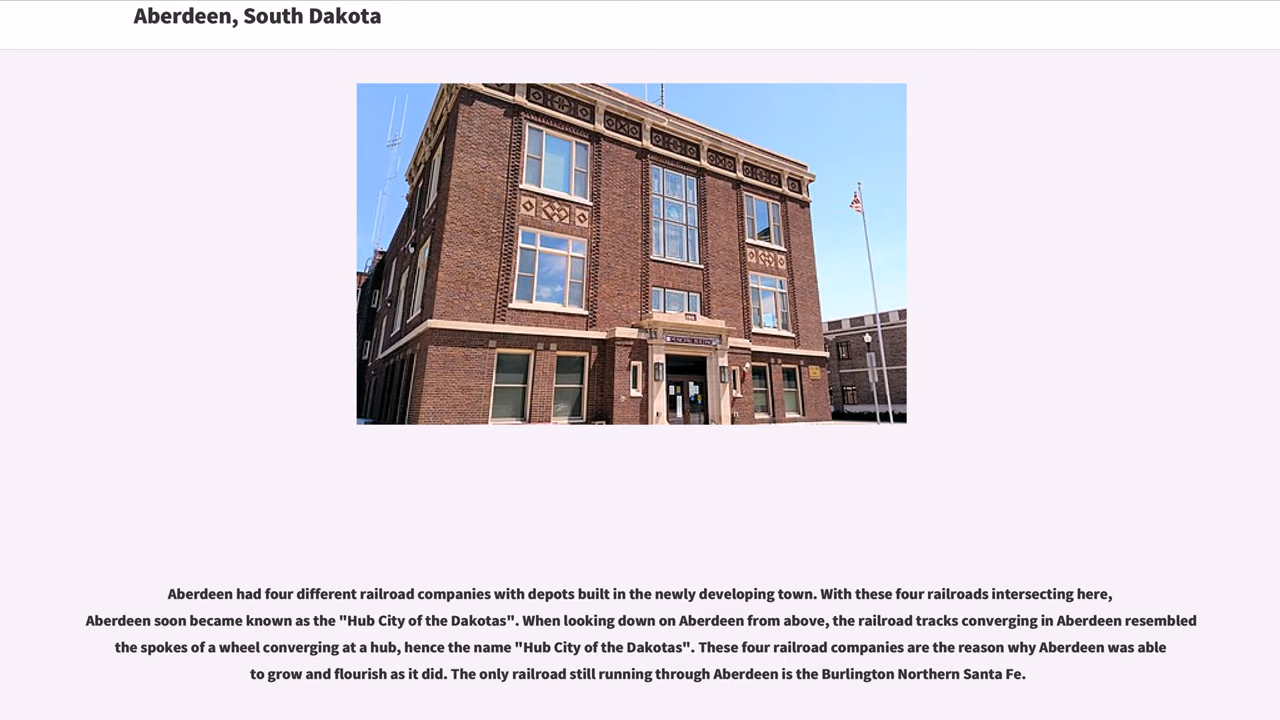 Aberdeen, South Dakota
MUNICIPAL BUILDING
Aberdeen had four different railroad companies with depots built in the newly developing town. With these four railroads intersecting here,
Aberdeen soon became known as the "Hub City of the Dakotas". When looking down on Aberdeen from above, the railroad tracks converging in Aberdeen resembled
the spokes of a wheel converging at a hub, hence the name "Hub City of the Dakatas". These four railroad companies are the reason why Aberdeen was able
to grow and flourish as it did. The only railroad still running through Aberdeen is the Burlington Northern Santa Fe.